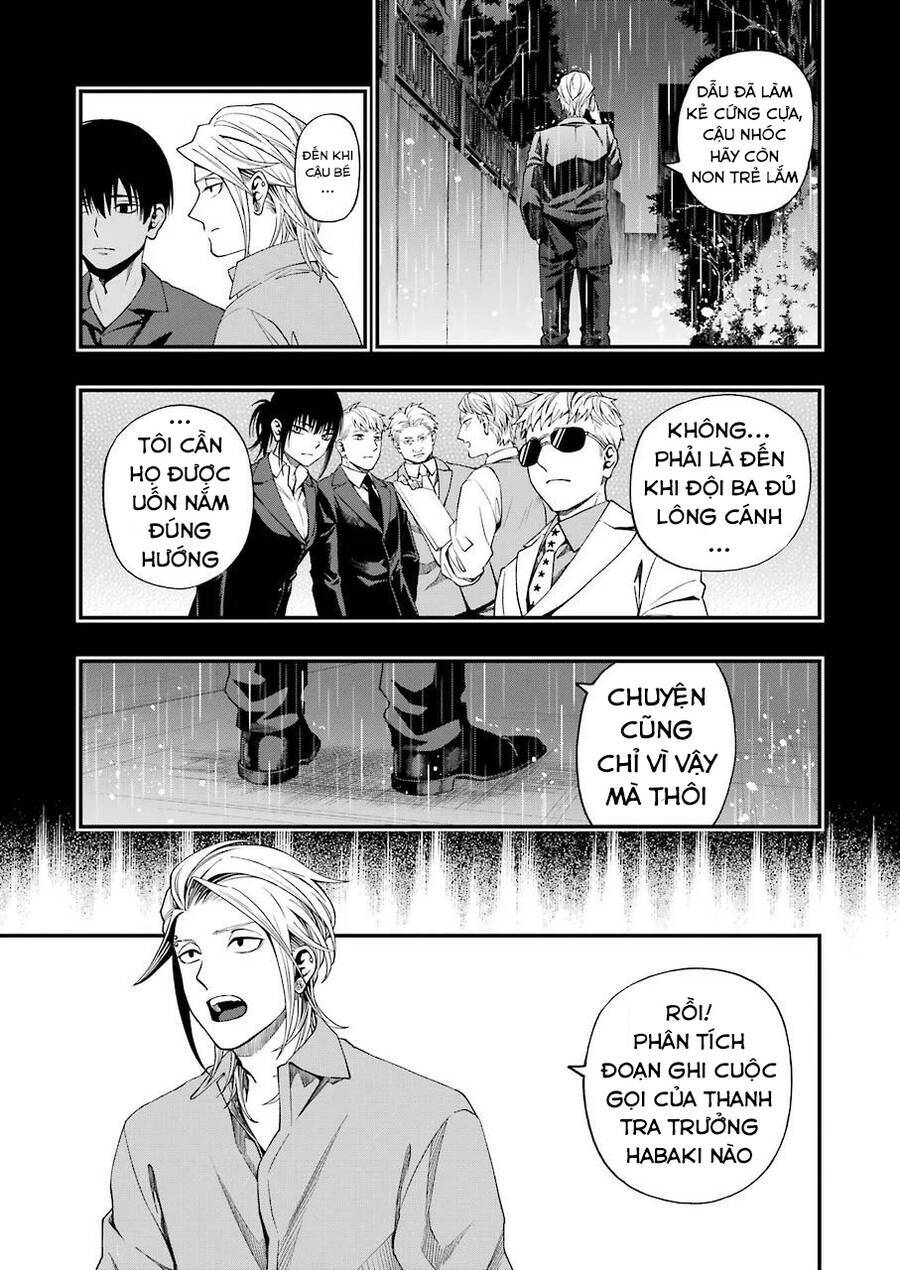 DẪU ĐÃ LÀM
KẺ CỨNG CỰA,
CẬU NHÓC
HÃY CÒN
NON TRẺ LẮM
ĐẾN KHI
CẬU BÉ
...
KHÔNG...
PHẢI LÀ ĐẾN
KHI ĐỘI BA ĐỦ
LÔNG CÁNH
...
...
TÔI CẦN
HỌ ĐƯỢC
UỐN NẮM
ĐÚNG
HƯỚNG
CHUYỆN
CŨNG
CHỈ VÌ VẬY
MÀ THÔI
RỒI!
PHÂN TÍCH
ĐOẠN GHI CUỘC
GỌI CỦA THANH
TRA TRƯỞNG
HABAKI NÀO